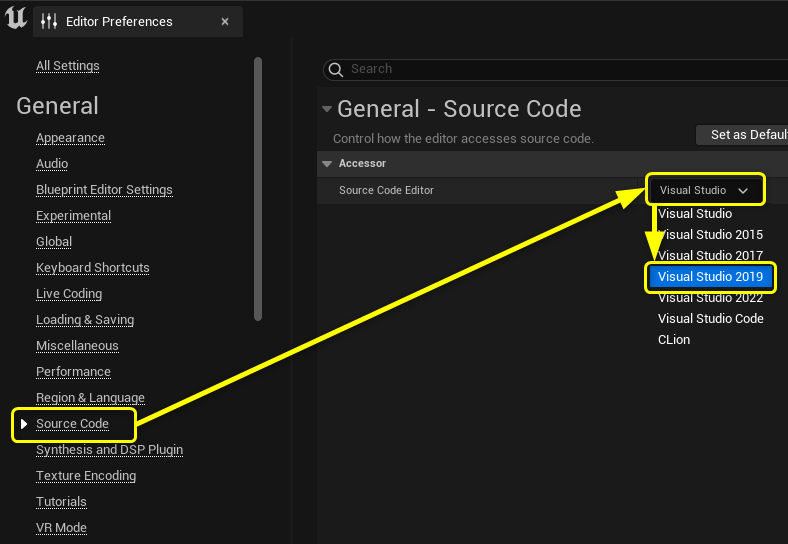 Editor Preferences
All Settings
General
Appearance
Audio
Blueprint Editor Settings
Experimental
Global
Keyboard Shortcuts
Live Coding
Loading & Saving
Miscellaneous
Performance
Region & Language
Source Code
Synthesis and DSP Plugin
Texture Encoding
Tutorials
VR Mode
Search
General - Source Code
Control how the editor accesses source code.
Set as Defaul
Accessor
Source Code Editor
Visual Studio
Visual Studio
Visual Studio 2015
Visual Studio 2017
Visual Studio 2019
Visual Studio 2022
Visual Studio Code
CLion